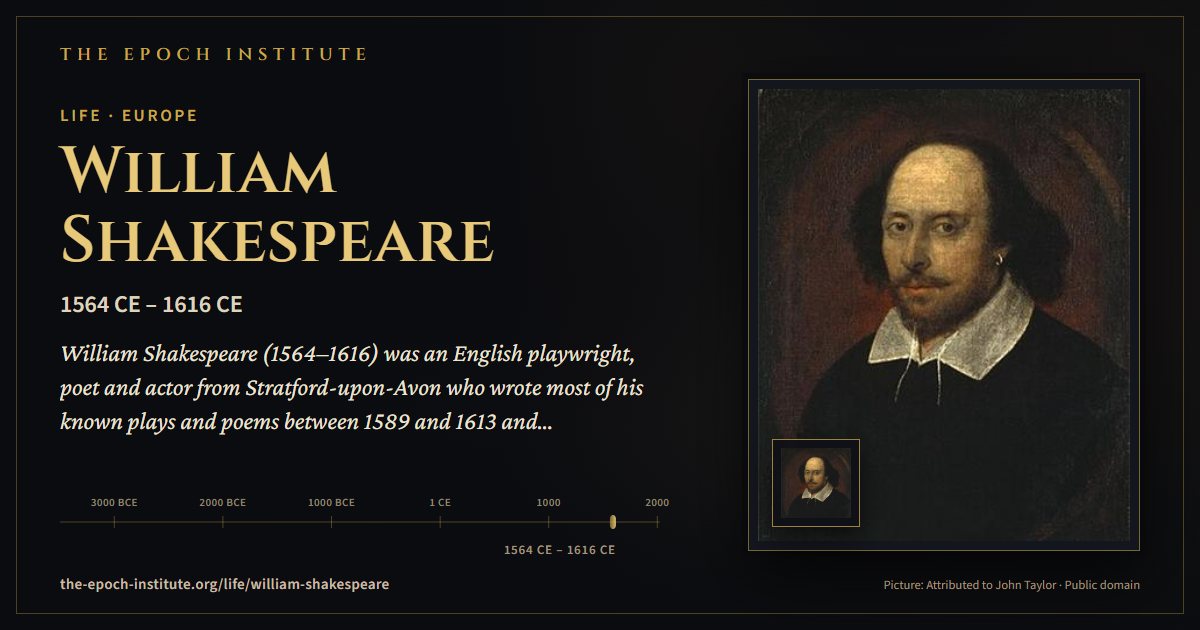 THE EPOCH INSTITUTE
LIFE · EUROPE
WILLIAM
SHAKESPEARE
1564 CE – 1616 CE
William Shakespeare (1564–1616) was an English playwright,
poet and actor from Stratford-upon-Avon who wrote most of his
known plays and poems between 1589 and 1613 and...
3000 BCE 2000 BCE 1000 BCE 1 CE 1000 2000
1564 CE – 1616 CE
the-epoch-institute.org/life/william-shakespeare
Picture: Attributed to John Taylor · Public domain